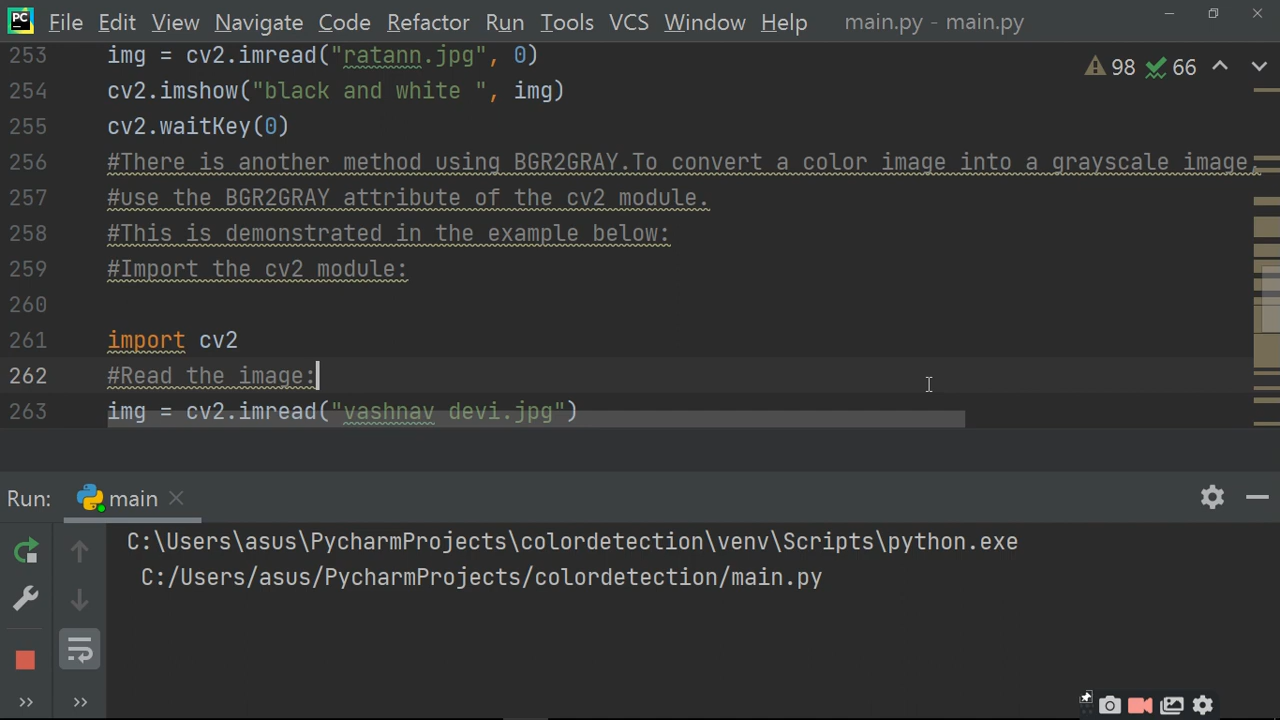 PC File Edit View Navigate Code Refactor Run Tools VCS Window Help main.py - main.py
253 img = cv2.imread("ratann.jpg", 0)
98 66
254 cv2.imshow("black and white ", img)
255 cv2.waitKey(0)
256 #There is another method using BGR2GRAY.To convert a color image into a grayscale image,
257 #use the BGR2GRAY attribute of the cv2 module.
258 #This is demonstrated in the example below:
259 #Import the cv2 module:
260
261 import cv2
262 #Read the image:
263 img = cv2.imread("vashnav devi.jpg")
Run: main
C:\Users\asus\PycharmProjects\colordetection\venv\Scripts\python.exe
C:/Users/asus/PycharmProjects/colordetection/main.py